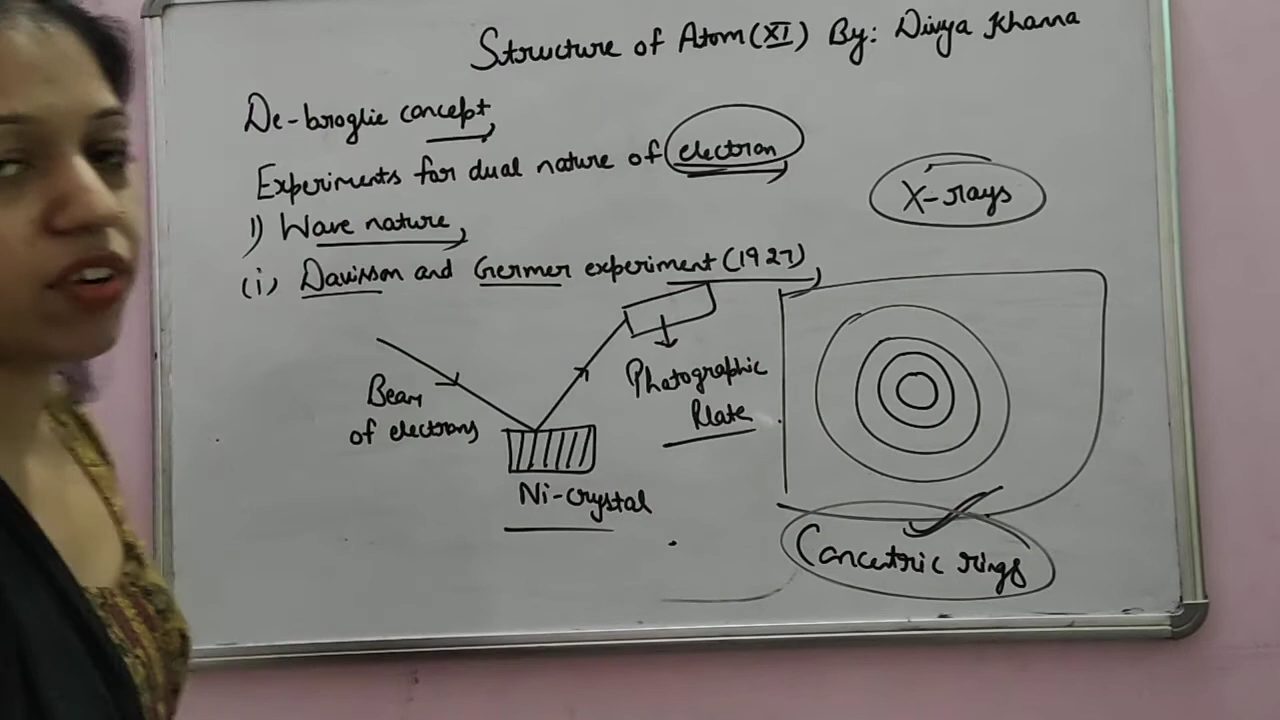 Structure of Atom (XI) By: Divya Khanna
De-broglie concept
Experiments for dual nature of electron
1) Wave nature
(i) Davisson and Germer experiment (1927)
X-rays
Beam
of electrons
Ni-crystal
Photographic
Plate
Concentric rings